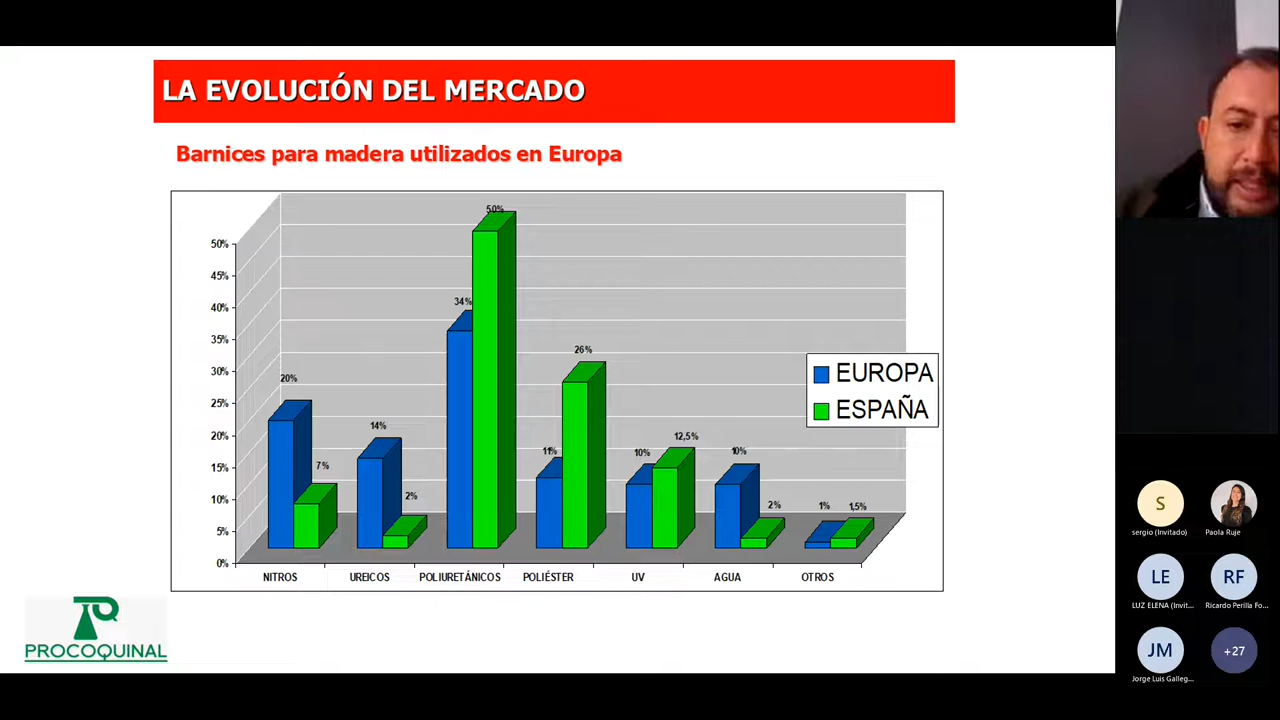 LA EVOLUCIÓN DEL MERCADO
Barnices para madera utilizados en Europa
50%
45%
40%
35%
30%
25%
20%
15%
10%
5%
0%
20%
7%
14%
2%
34%
50%
11%
26%
10%
12,5%
10%
2%
1%
1,5%
NITROS
UREICOS
POLIURETÁNICOS
POLIÉSTER
UV
AGUA
OTROS
EUROPA
ESPAÑA
PROCOQUINAL
S
sergio (Invitado)
Paola Ruje
LE
LUZ ELENA (Invit...
RF
Ricardo Perilla Fo...
JM
Jorge Luis Galleg...
+27